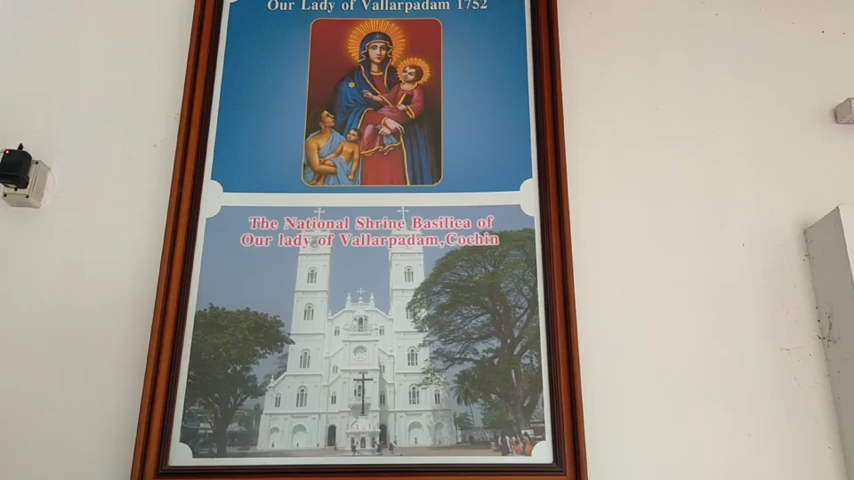 Our Lady of Vallarpadam 1752
The National Shrine Basilica of
Our lady of Vallarpadam,Cochin